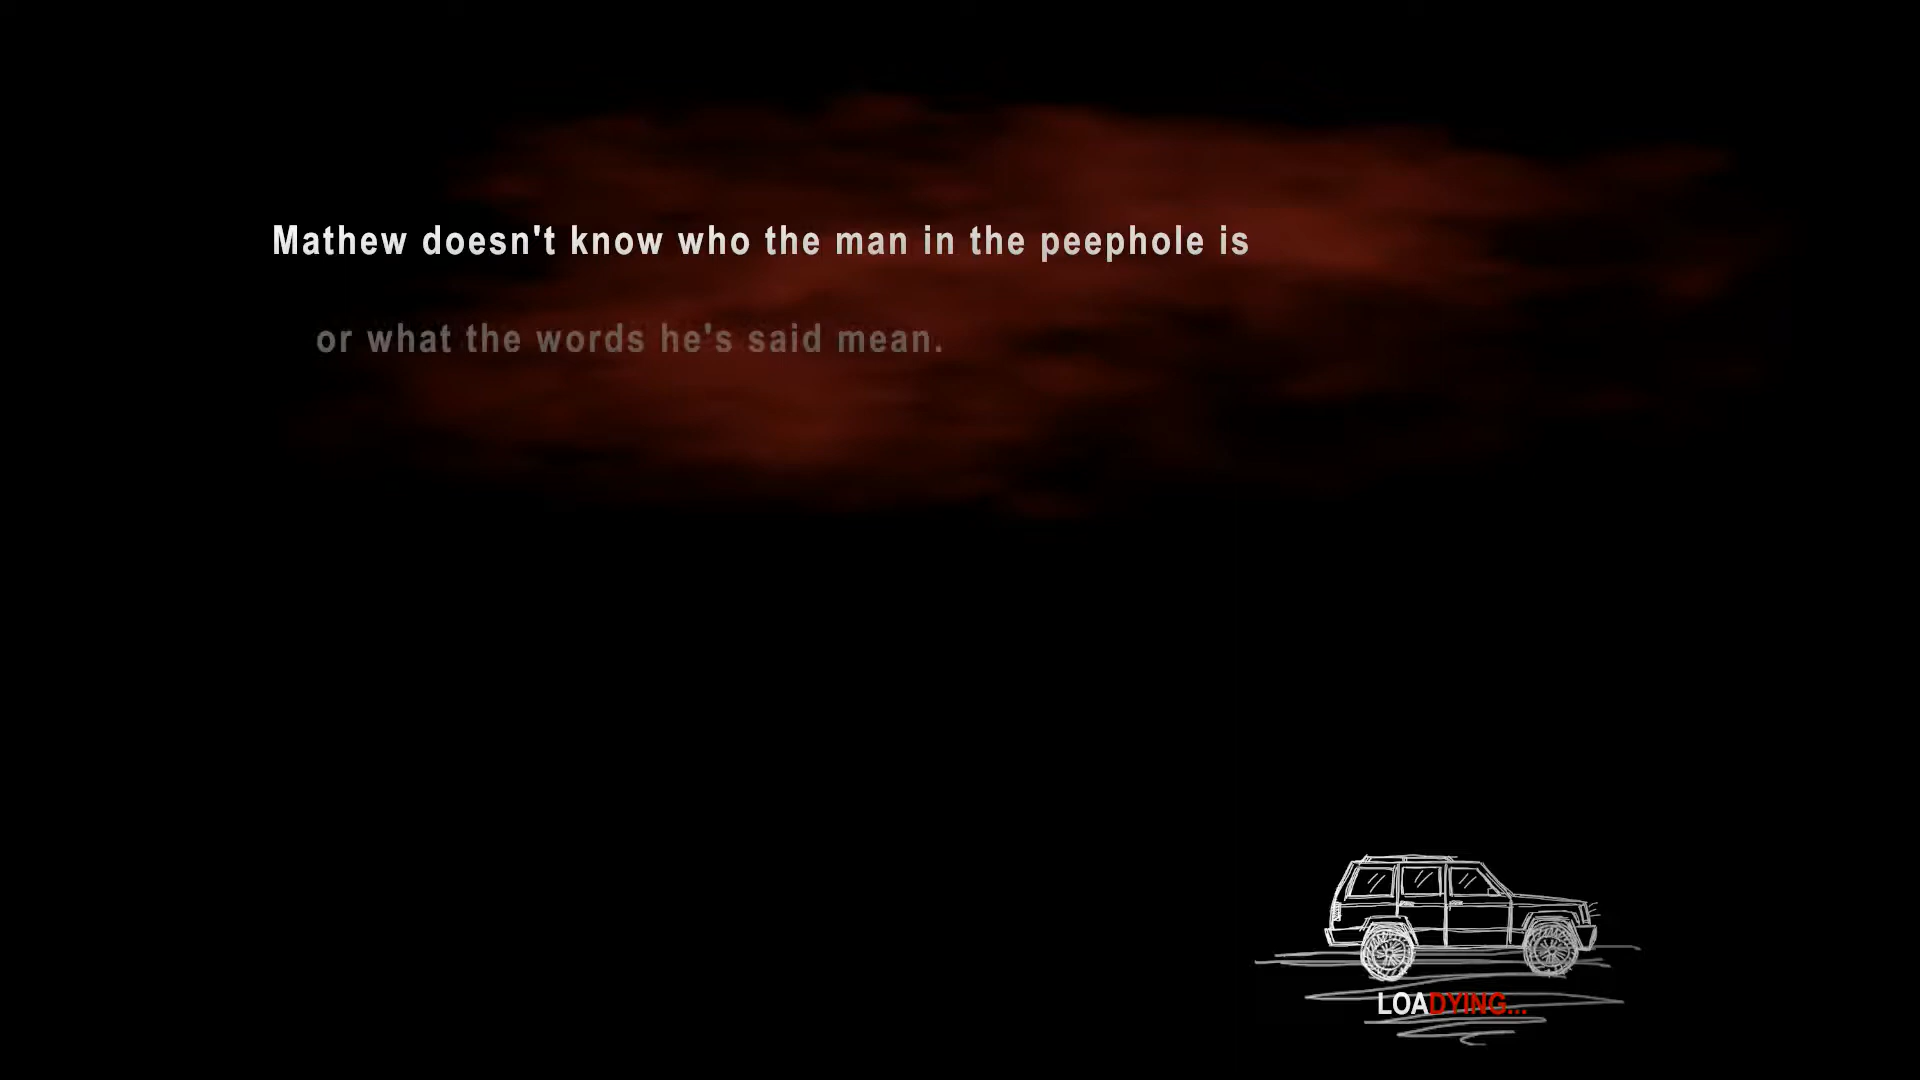 Mathew doesn't know who the man in the peephole is
or what the words he's said mean.
LOADYING...